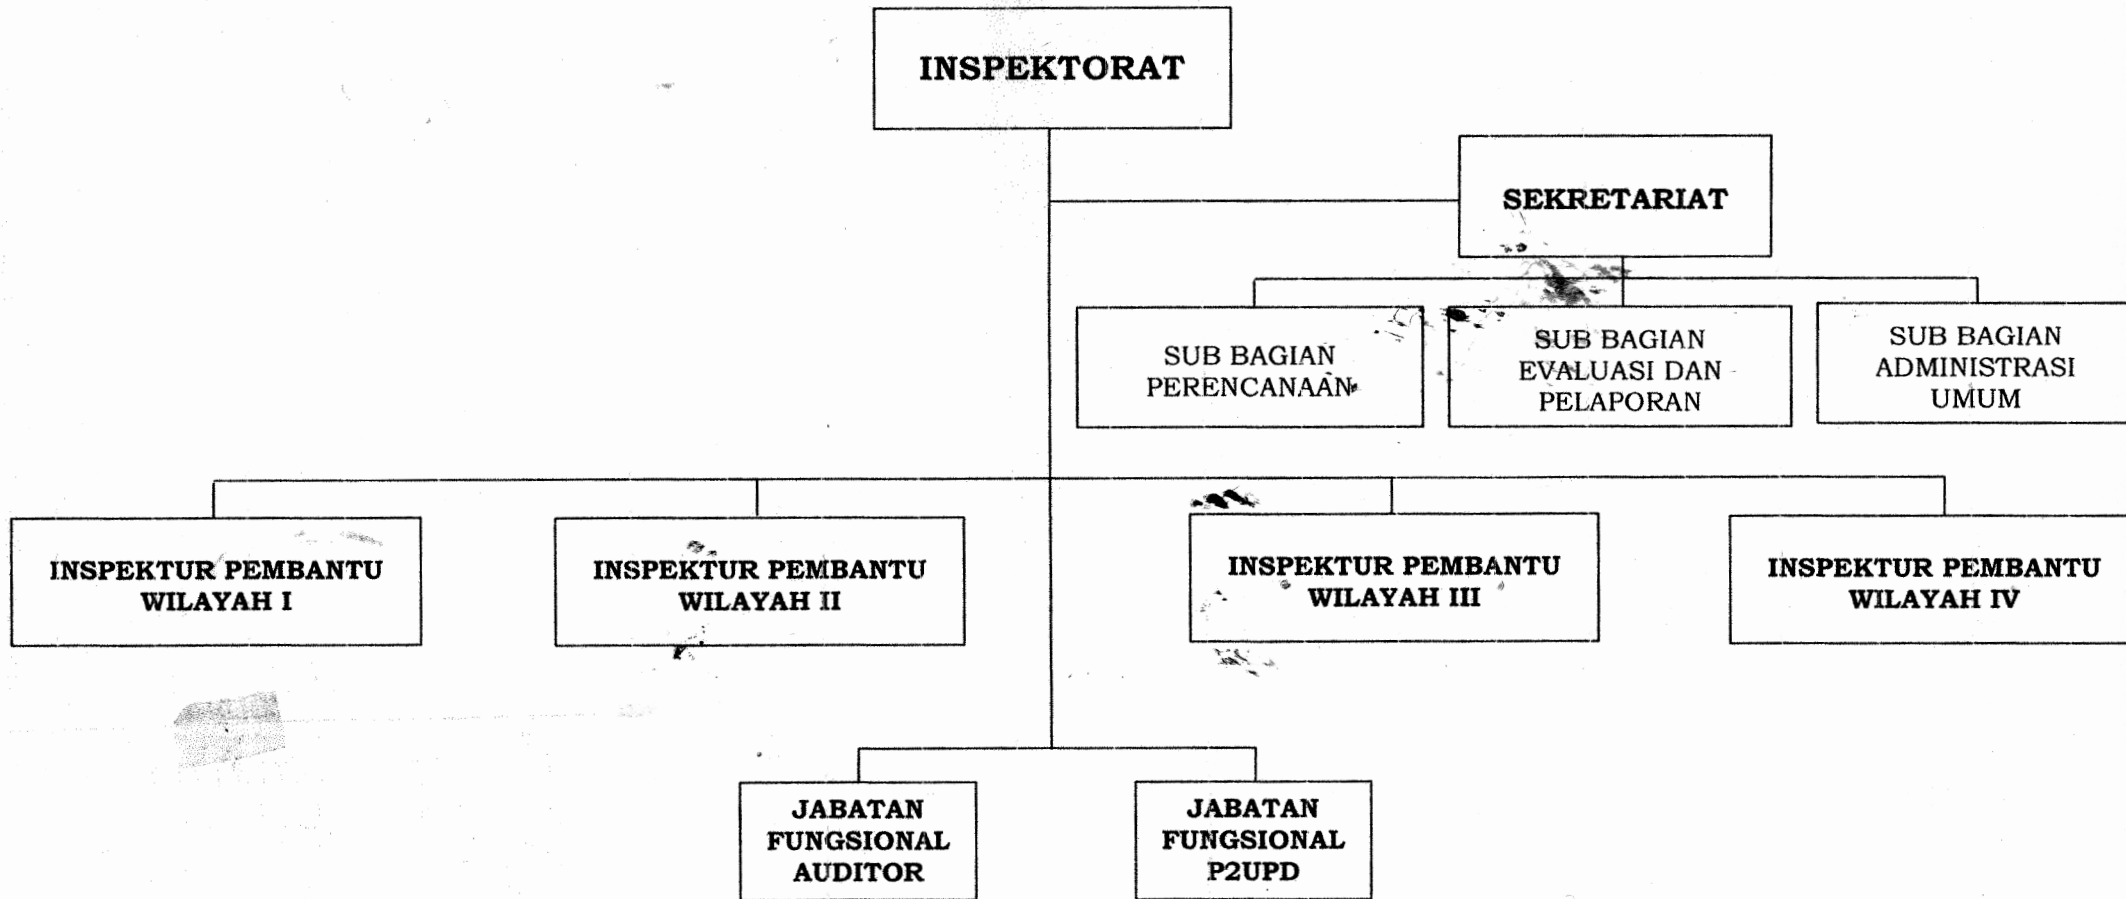 INSPEKTORAT
SEKRETARIAT
SUB BAGIAN
PERENCANAAN
SUB BAGIAN
EVALUASI DAN
PELAPORAN
SUB BAGIAN
ADMINISTRASI
UMUM
INSPEKTUR PEMBANTU
WILAYAH I
INSPEKTUR PEMBANTU
WILAYAH II
INSPEKTUR PEMBANTU
WILAYAH III
INSPEKTUR PEMBANTU
WILAYAH IV
JABATAN
FUNGSIONAL
AUDITOR
JABATAN
FUNGSIONAL
P2UPD